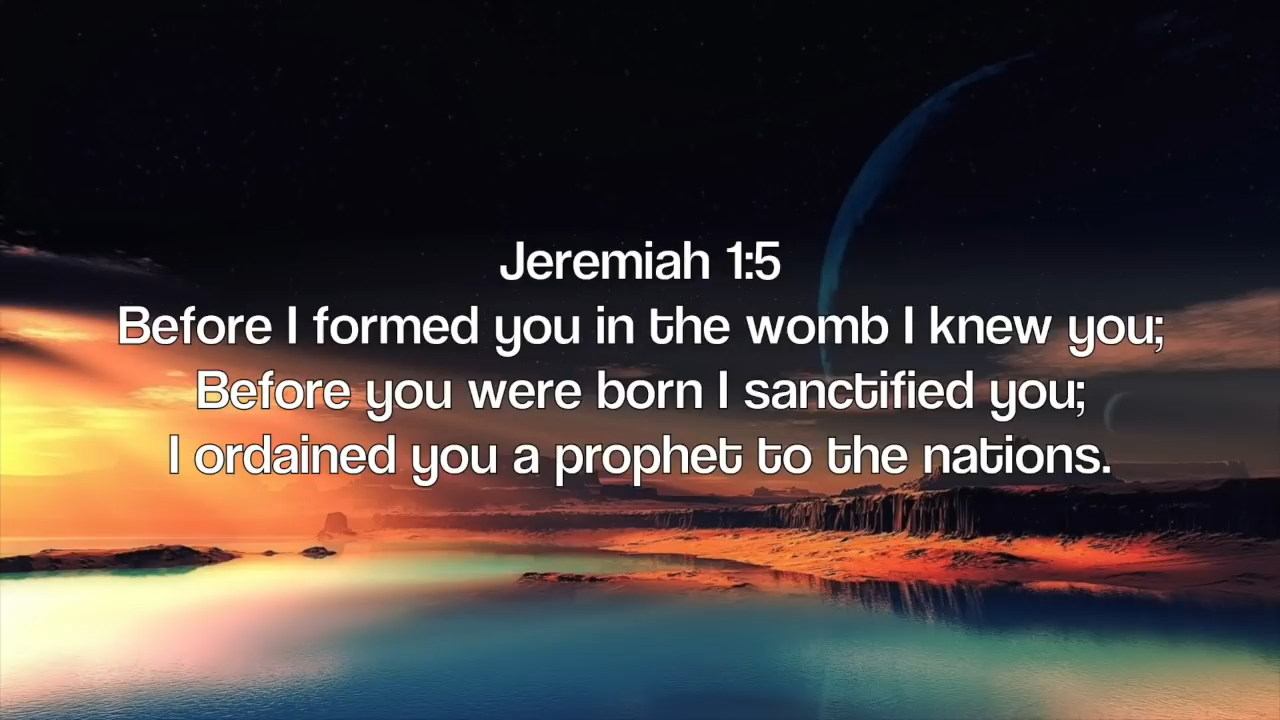 Jeremiah 1:5
Before I formed you in the womb I knew you;
Before you were born I sanctified you;
I ordained you a prophet to the nations.